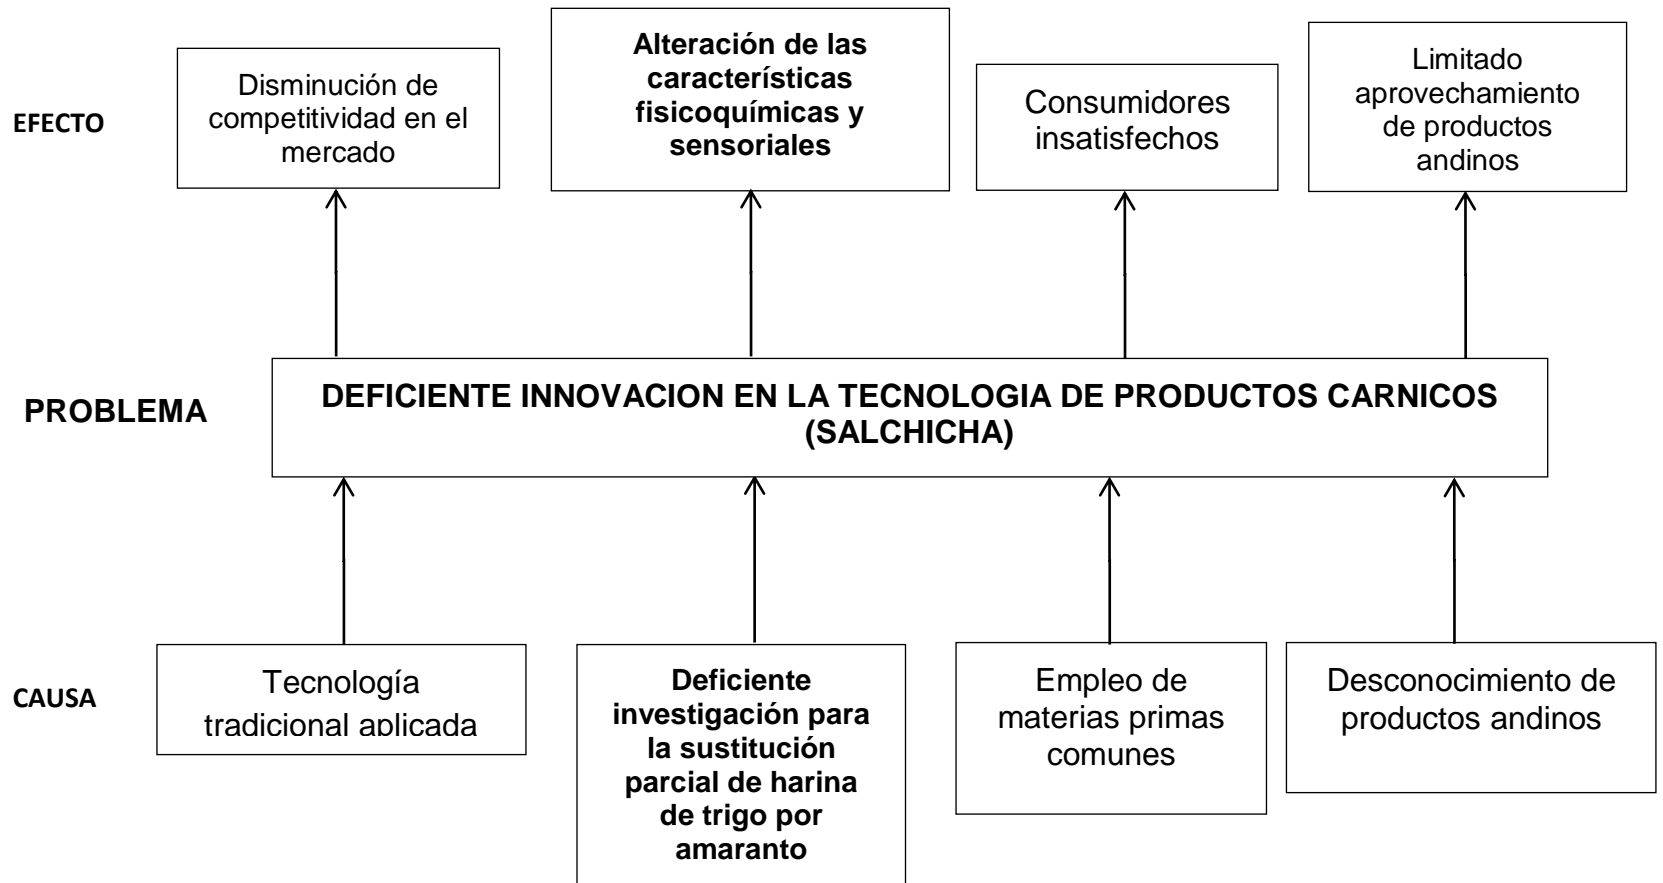 EFECTO
Disminución de
competitividad en el
mercado
Alteración de las
características
fisicoquímicas y
sensoriales
Consumidores
insatisfechos
Limitado
aprovechamiento
de productos
andinos
PROBLEMA
DEFICIENTE INNOVACION EN LA TECNOLOGIA DE PRODUCTOS CARNICOS
(SALCHICHA)
CAUSA
Tecnología
tradicional aplicada
Deficiente
investigación para
la sustitución
parcial de harina
de trigo por
amaranto
Empleo de
materias primas
comunes
Desconocimiento de
productos andinos